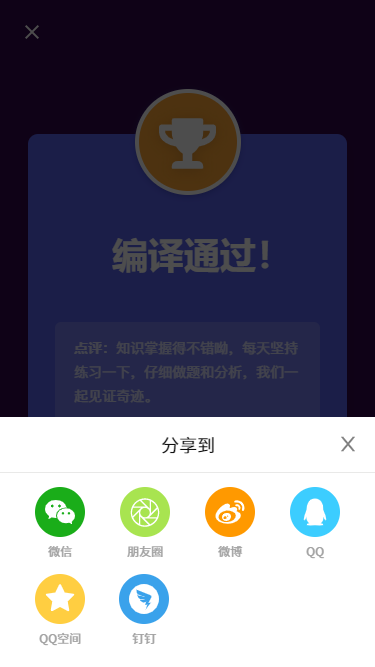 编译通过！
点评：知识掌握得不错呦，每天坚持
练习一下，仔细做题和分析，我们一
起见证奇迹。
分享到
微信
朋友圈
微博
QQ
QQ空间
钉钉